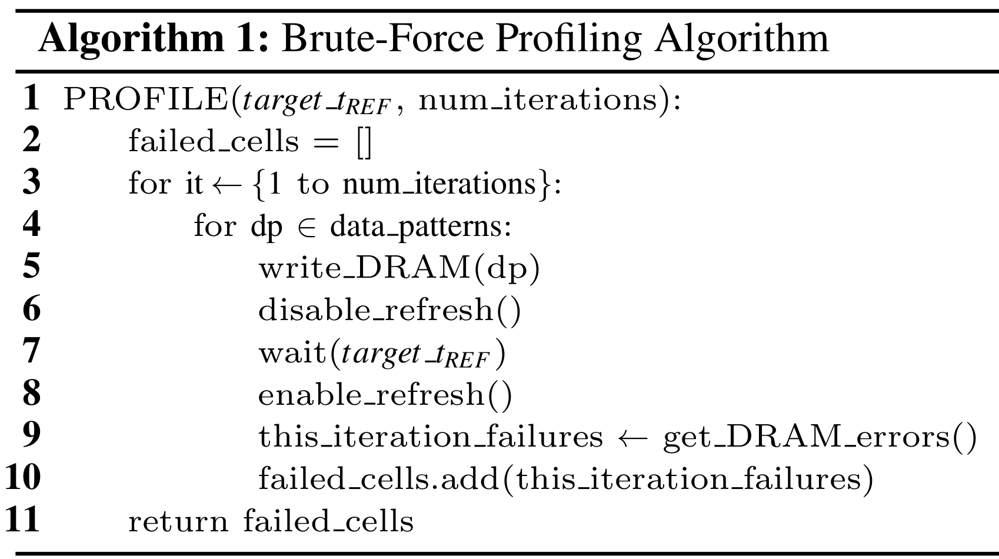 Algorithm 1: Brute-Force Profiling Algorithm
1 PROFILE(target_tREF, num_iterations):
2 failed_cells = []
3 for it ← {1 to num_iterations}:
4 for dp ∈ data_patterns:
5 write_DRAM(dp)
6 disable_refresh()
7 wait(target_tREF)
8 enable_refresh()
9 this_iteration_failures ← get_DRAM_errors()
10 failed_cells.add(this_iteration_failures)
11 return failed_cells